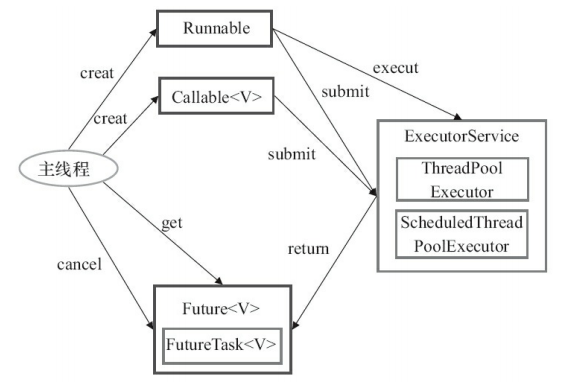 Runnable
creat
execut
submit
Callable<V>
creat
ExecutorService
submit
主线程
ThreadPool
Executor
ScheduledThread
PoolExecutor
get
return
cancel
Future<V>
FutureTask<V>